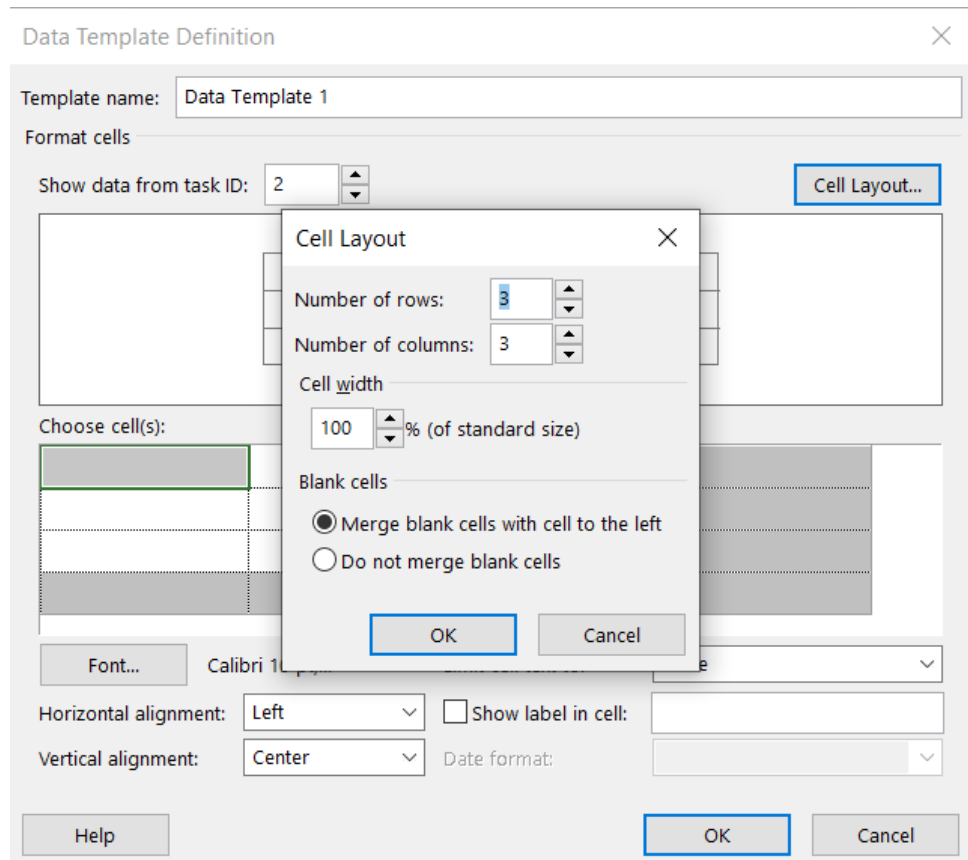 Data Template Definition
Template name: Data Template 1
Format cells
Show data from task ID: 2 Cell Layout...
Cell Layout
Number of rows: 3
Number of columns: 3
Cell width
100 % (of standard size)
Blank cells
Merge blank cells with cell to the left
Do not merge blank cells
OK Cancel
Choose cell(s):
Font... Calibri
Horizontal alignment: Left Show label in cell:
Vertical alignment: Center Date format:
Help OK Cancel